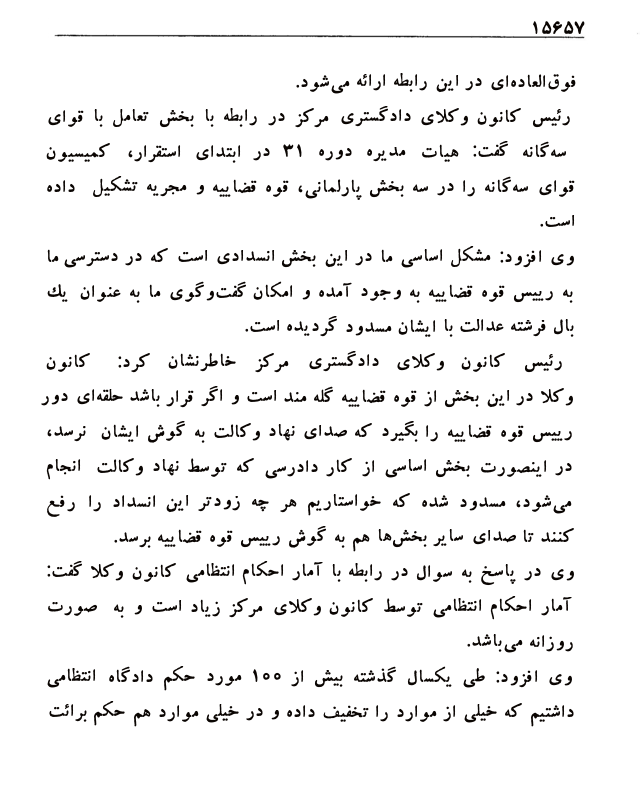 ۱۵۶۵۷
فوق‌العاده‌ای در این رابطه ارائه می‌شود.
رئیس کانون وکلای دادگستری مرکز در رابطه با بخش تعامل با قوای
سه‌گانه گفت: هیات مدیره دوره ۳۱ در ابتدای استقرار، کمیسیون
قوای سه‌گانه را در سه بخش پارلمانی، قوه قضاییه و مجریه تشکیل داده
است.
وی افزود: مشکل اساسی ما در این بخش انسدادی است که در دسترسی ما
به رییس قوه قضاییه به وجود آمده و امکان گفت‌وگوی ما به عنوان یك
بال فرشته عدالت با ایشان مسدود گردیده است.
رئیس کانون وکلای دادگستری مرکز خاطرنشان کرد: کانون
وکلا در این بخش از قوه قضاییه گله مند است و اگر قرار باشد حلقه‌ای دور
رییس قوه قضاییه را بگیرد که صدای نهاد وکالت به گوش ایشان نرسد،
در اینصورت بخش اساسی از کار دادرسی که توسط نهاد وکالت انجام
می‌شود، مسدود شده که خواستاریم هر چه زودتر این انسداد را رفع
کنند تا صدای سایر بخش‌ها هم به گوش رییس قوه قضاییه برسد.
وی در پاسخ به سوال در رابطه با آمار احکام انتظامی کانون وکلا گفت:
آمار احکام انتظامی توسط کانون وکلای مرکز زیاد است و به صورت
روزانه می‌باشد.
وی افزود: طی یکسال گذشته بیش از ۱۰۰ مورد حکم دادگاه انتظامی
داشتیم که خیلی از موارد را تخفیف داده و در خیلی موارد هم حکم برائت